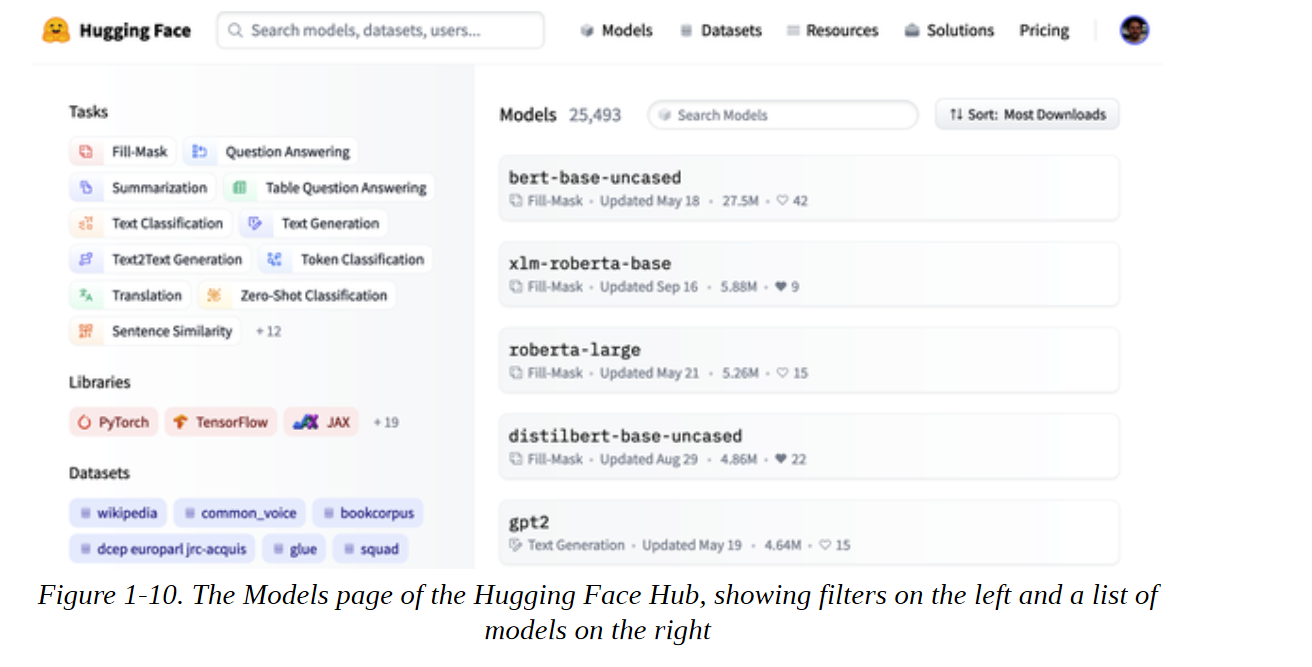 Hugging Face Search models, datasets, users... Models Datasets Resources Solutions Pricing
Tasks
Fill-Mask Question Answering
Summarization Table Question Answering
Text Classification Text Generation
Text2Text Generation Token Classification
Translation Zero-Shot Classification
Sentence Similarity + 12
Libraries
PyTorch TensorFlow JAX + 19
Datasets
wikipedia common_voice bookcorpus
dcep europarl jrc-acquis glue squad
Models 25,493 Search Models Sort: Most Downloads
bert-base-uncased
Fill-Mask • Updated May 18 • 27.5M • 42
xlm-roberta-base
Fill-Mask • Updated Sep 16 • 5.88M • 9
roberta-large
Fill-Mask • Updated May 21 • 5.26M • 15
distilbert-base-uncased
Fill-Mask • Updated Aug 29 • 4.86M • 22
gpt2
Text Generation • Updated May 19 • 4.64M • 15
Figure 1-10. The Models page of the Hugging Face Hub, showing filters on the left and a list of
models on the right